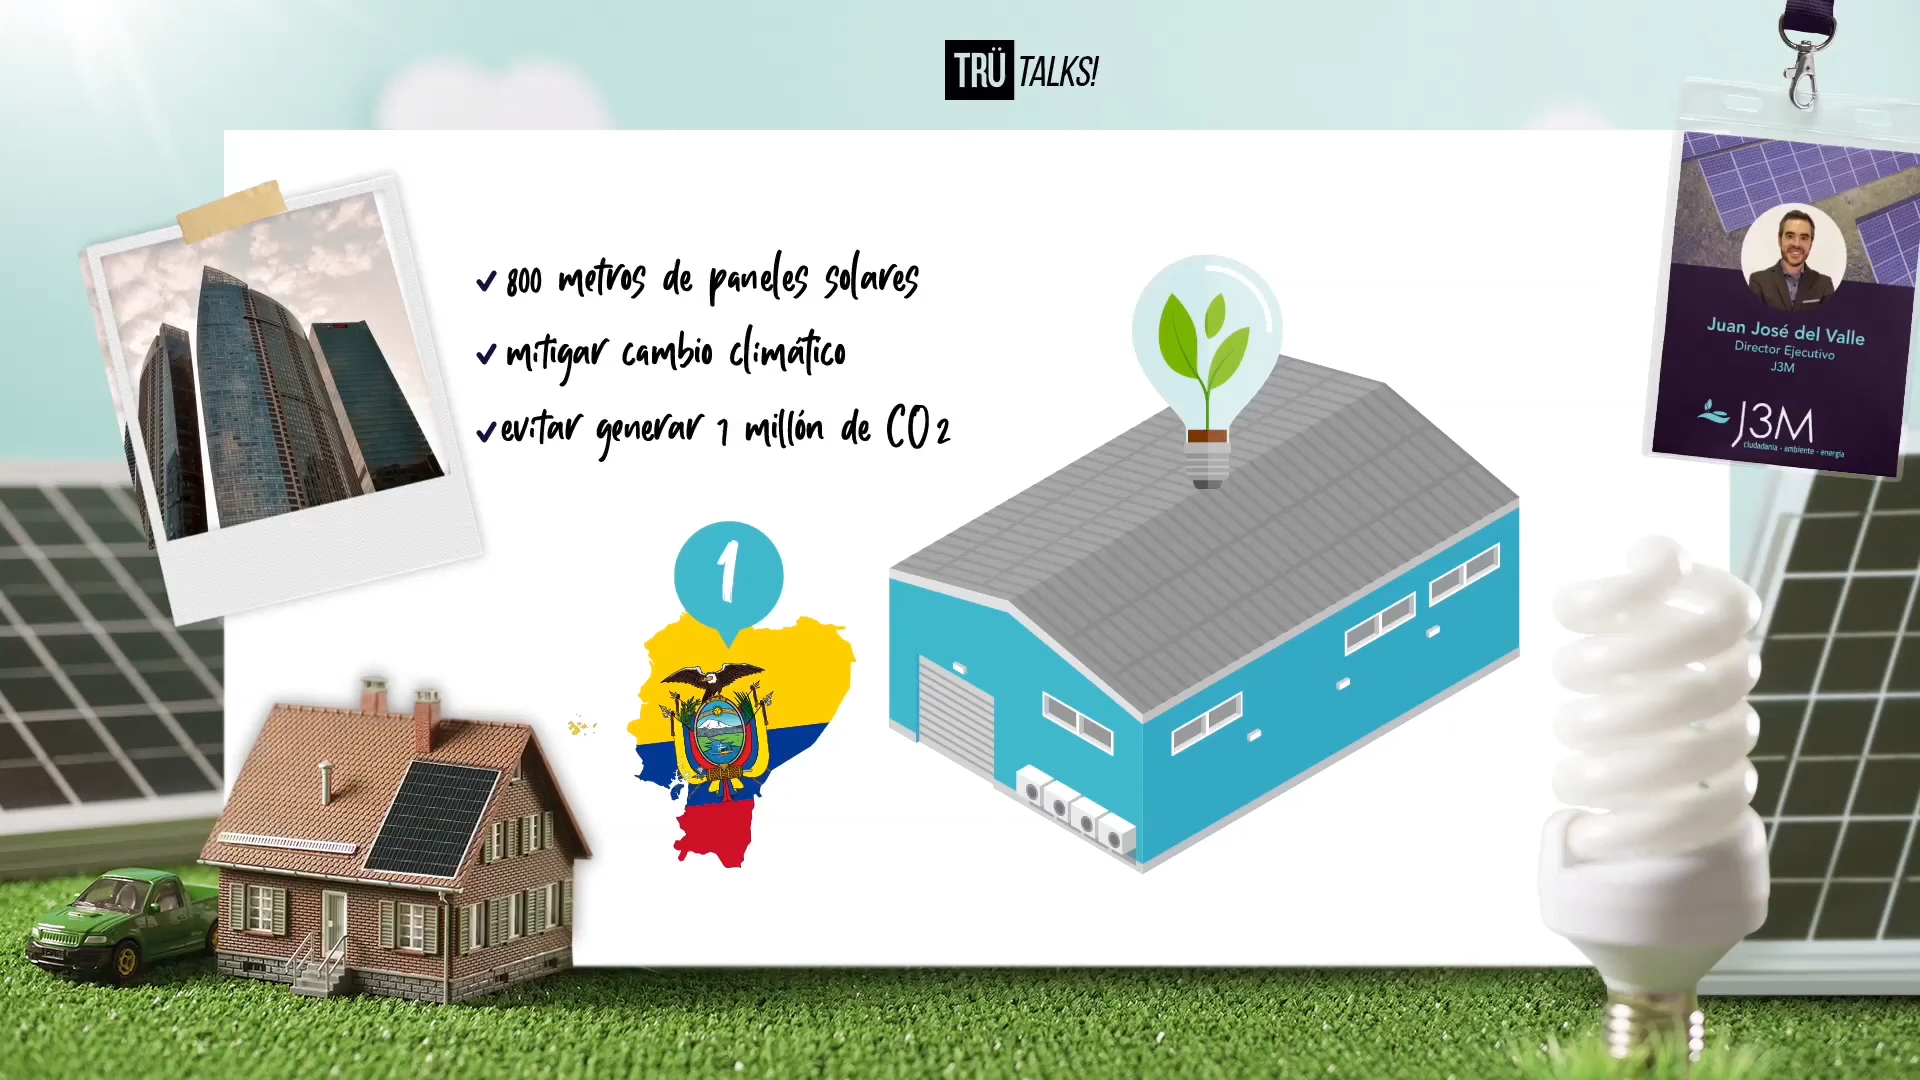 TRÜ TALKS!
800 metros de paneles solares
mitigar cambio climático
evitar generar 1 millón de CO2
1
Juan José del Valle
Director Ejecutivo
J3M
J3M
ciudadanía - ambiente - energía